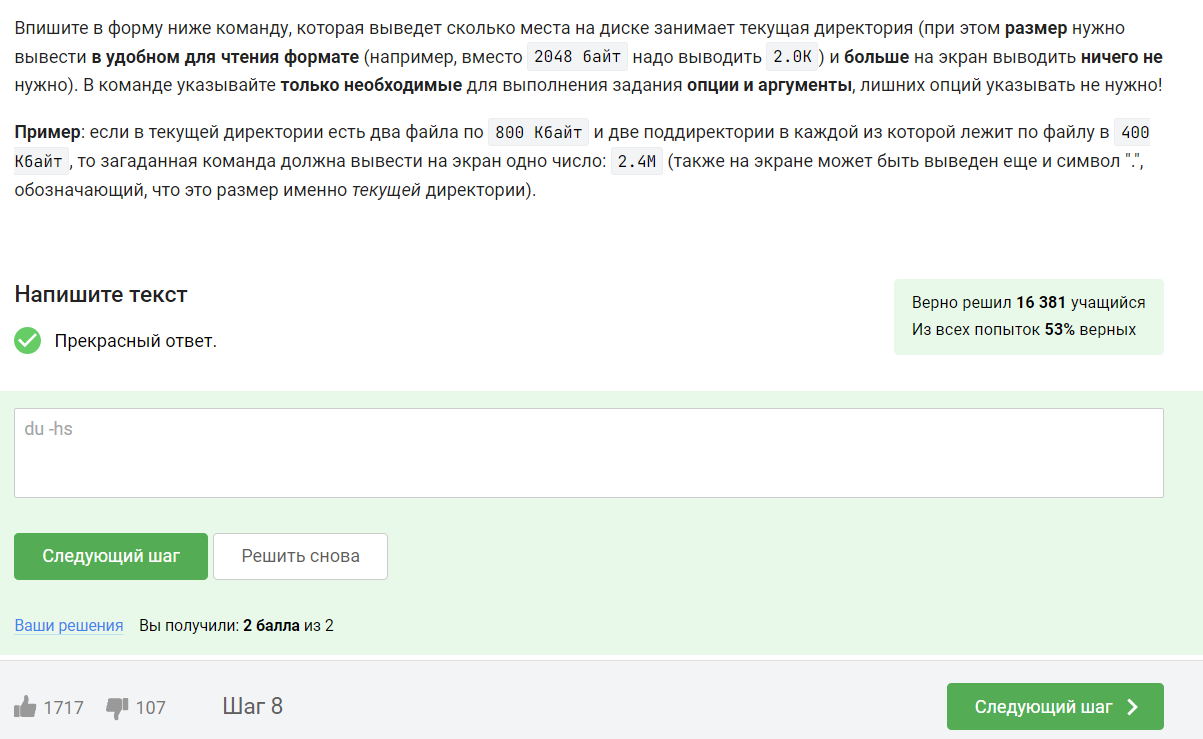 Впишите в форму ниже команду, которая выведет сколько места на диске занимает текущая директория (при этом размер нужно
вывести в удобном для чтения формате (например, вместо 2048 байт надо выводить 2.0K ) и больше на экран выводить ничего не
нужно). В команде указывайте только необходимые для выполнения задания опции и аргументы, лишних опций указывать не нужно!
Пример: если в текущей директории есть два файла по 800 Кбайт и две поддиректории в каждой из которой лежит по файлу в 400
Кбайт , то загаданная команда должна вывести на экран одно число: 2.4M (также на экране может быть выведен еще и символ ".",
обозначающий, что это размер именно текущей директории).
Напишите текст
Верно решил 16 381 учащийся
Из всех попыток 53% верных
Прекрасный ответ.
du -hs
Следующий шаг
Решить снова
Ваши решения Вы получили: 2 балла из 2
1717 107 Шаг 8 Следующий шаг